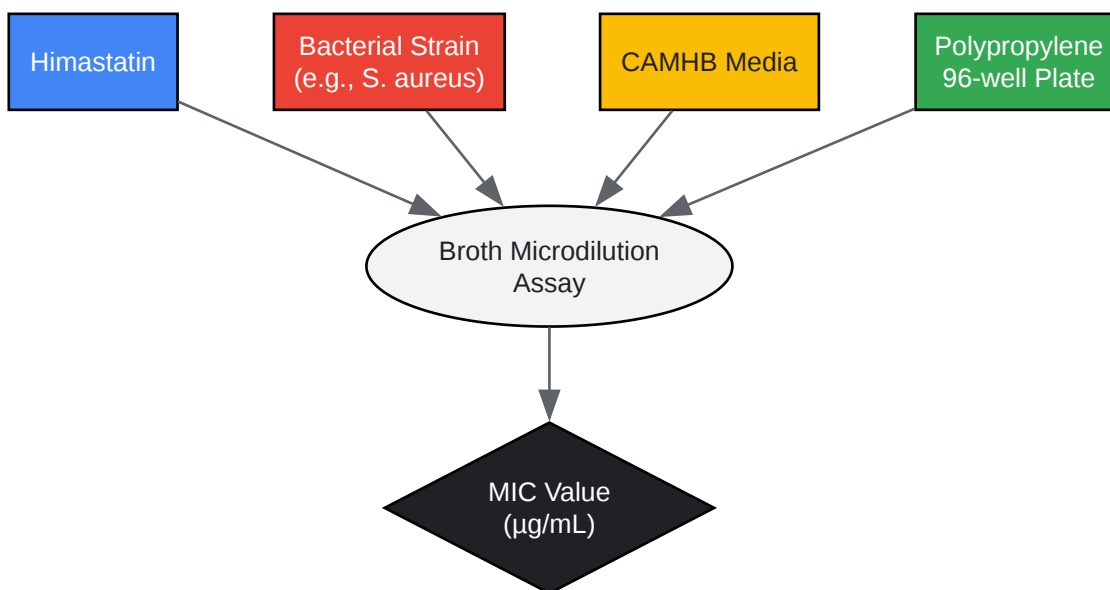 Himastatin
Bacterial Strain
(e.g., S. aureus)
CAMHB Media
Polypropylene
96-well Plate
Broth Microdilution
Assay
MIC Value
(µg/mL)